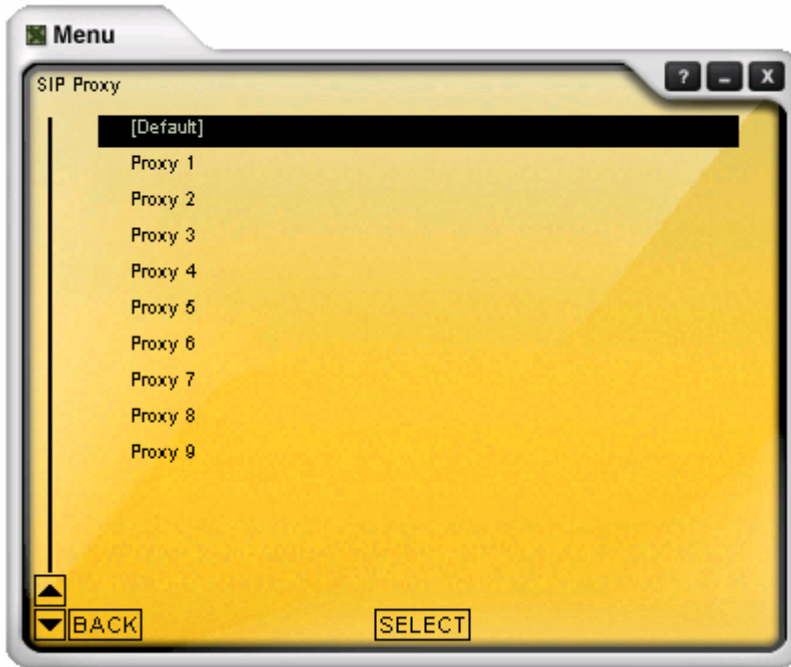 Menu
SIP Proxy
? – X
[Default]
Proxy 1
Proxy 2
Proxy 3
Proxy 4
Proxy 5
Proxy 6
Proxy 7
Proxy 8
Proxy 9
BACK SELECT